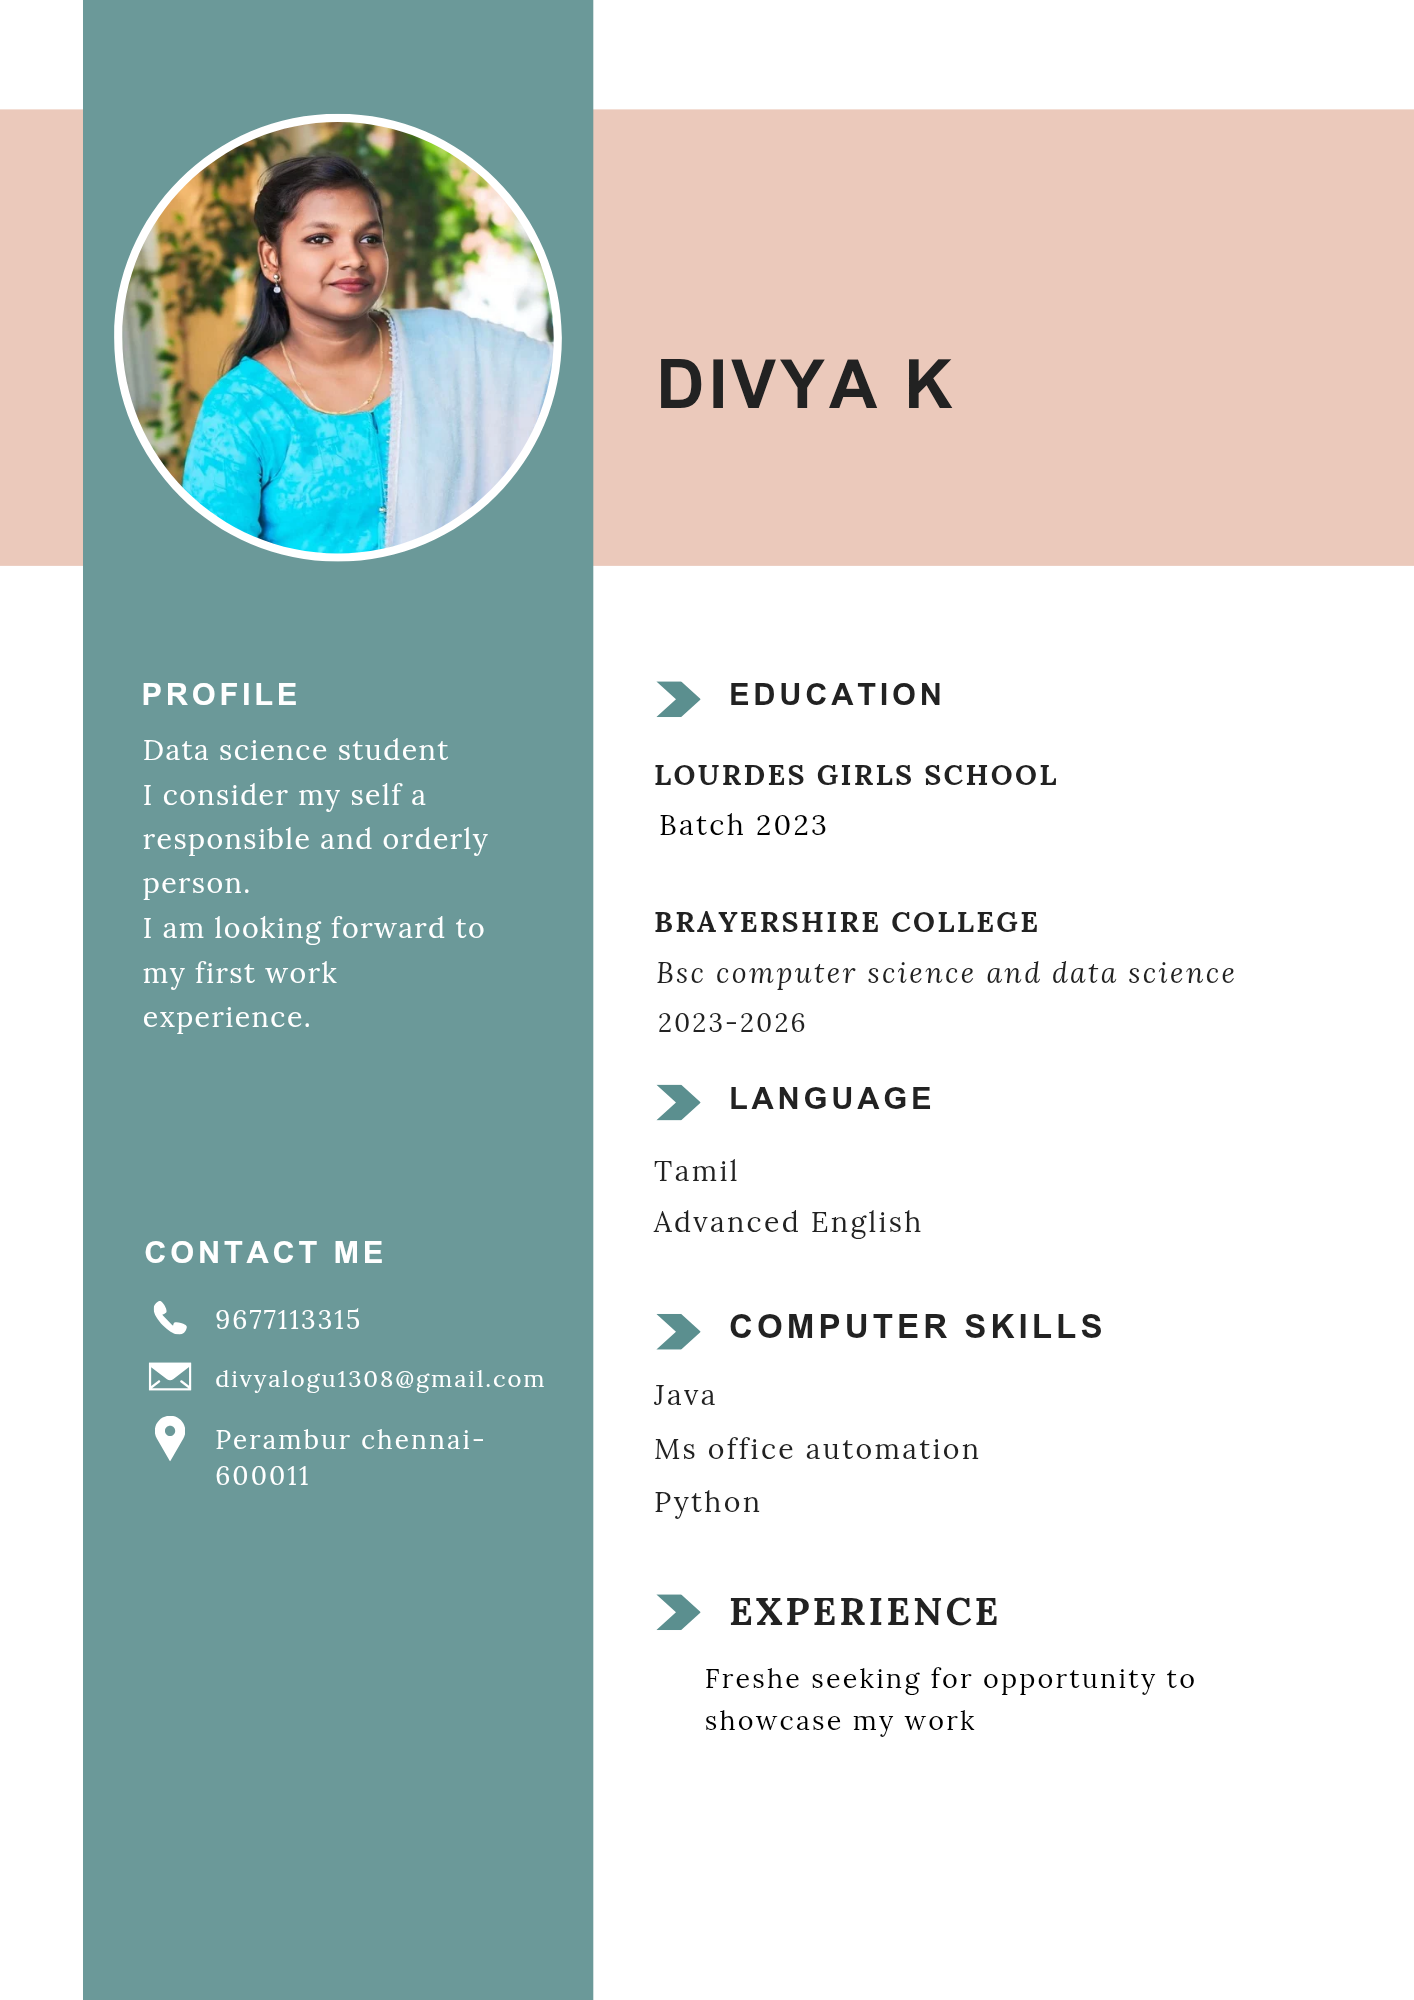 DIVYA K
PROFILE
Data science student
I consider my self a
responsible and orderly
person.
I am looking forward to
my first work
experience.
CONTACT ME
9677113315
divyalogu1308@gmail.com
Perambur chennai-
600011
EDUCATION
LOURDES GIRLS SCHOOL
Batch 2023
BRAYERSHIRE COLLEGE
Bsc computer science and data science
2023-2026
LANGUAGE
Tamil
Advanced English
COMPUTER SKILLS
Java
Ms office automation
Python
EXPERIENCE
Freshe seeking for opportunity to
showcase my work